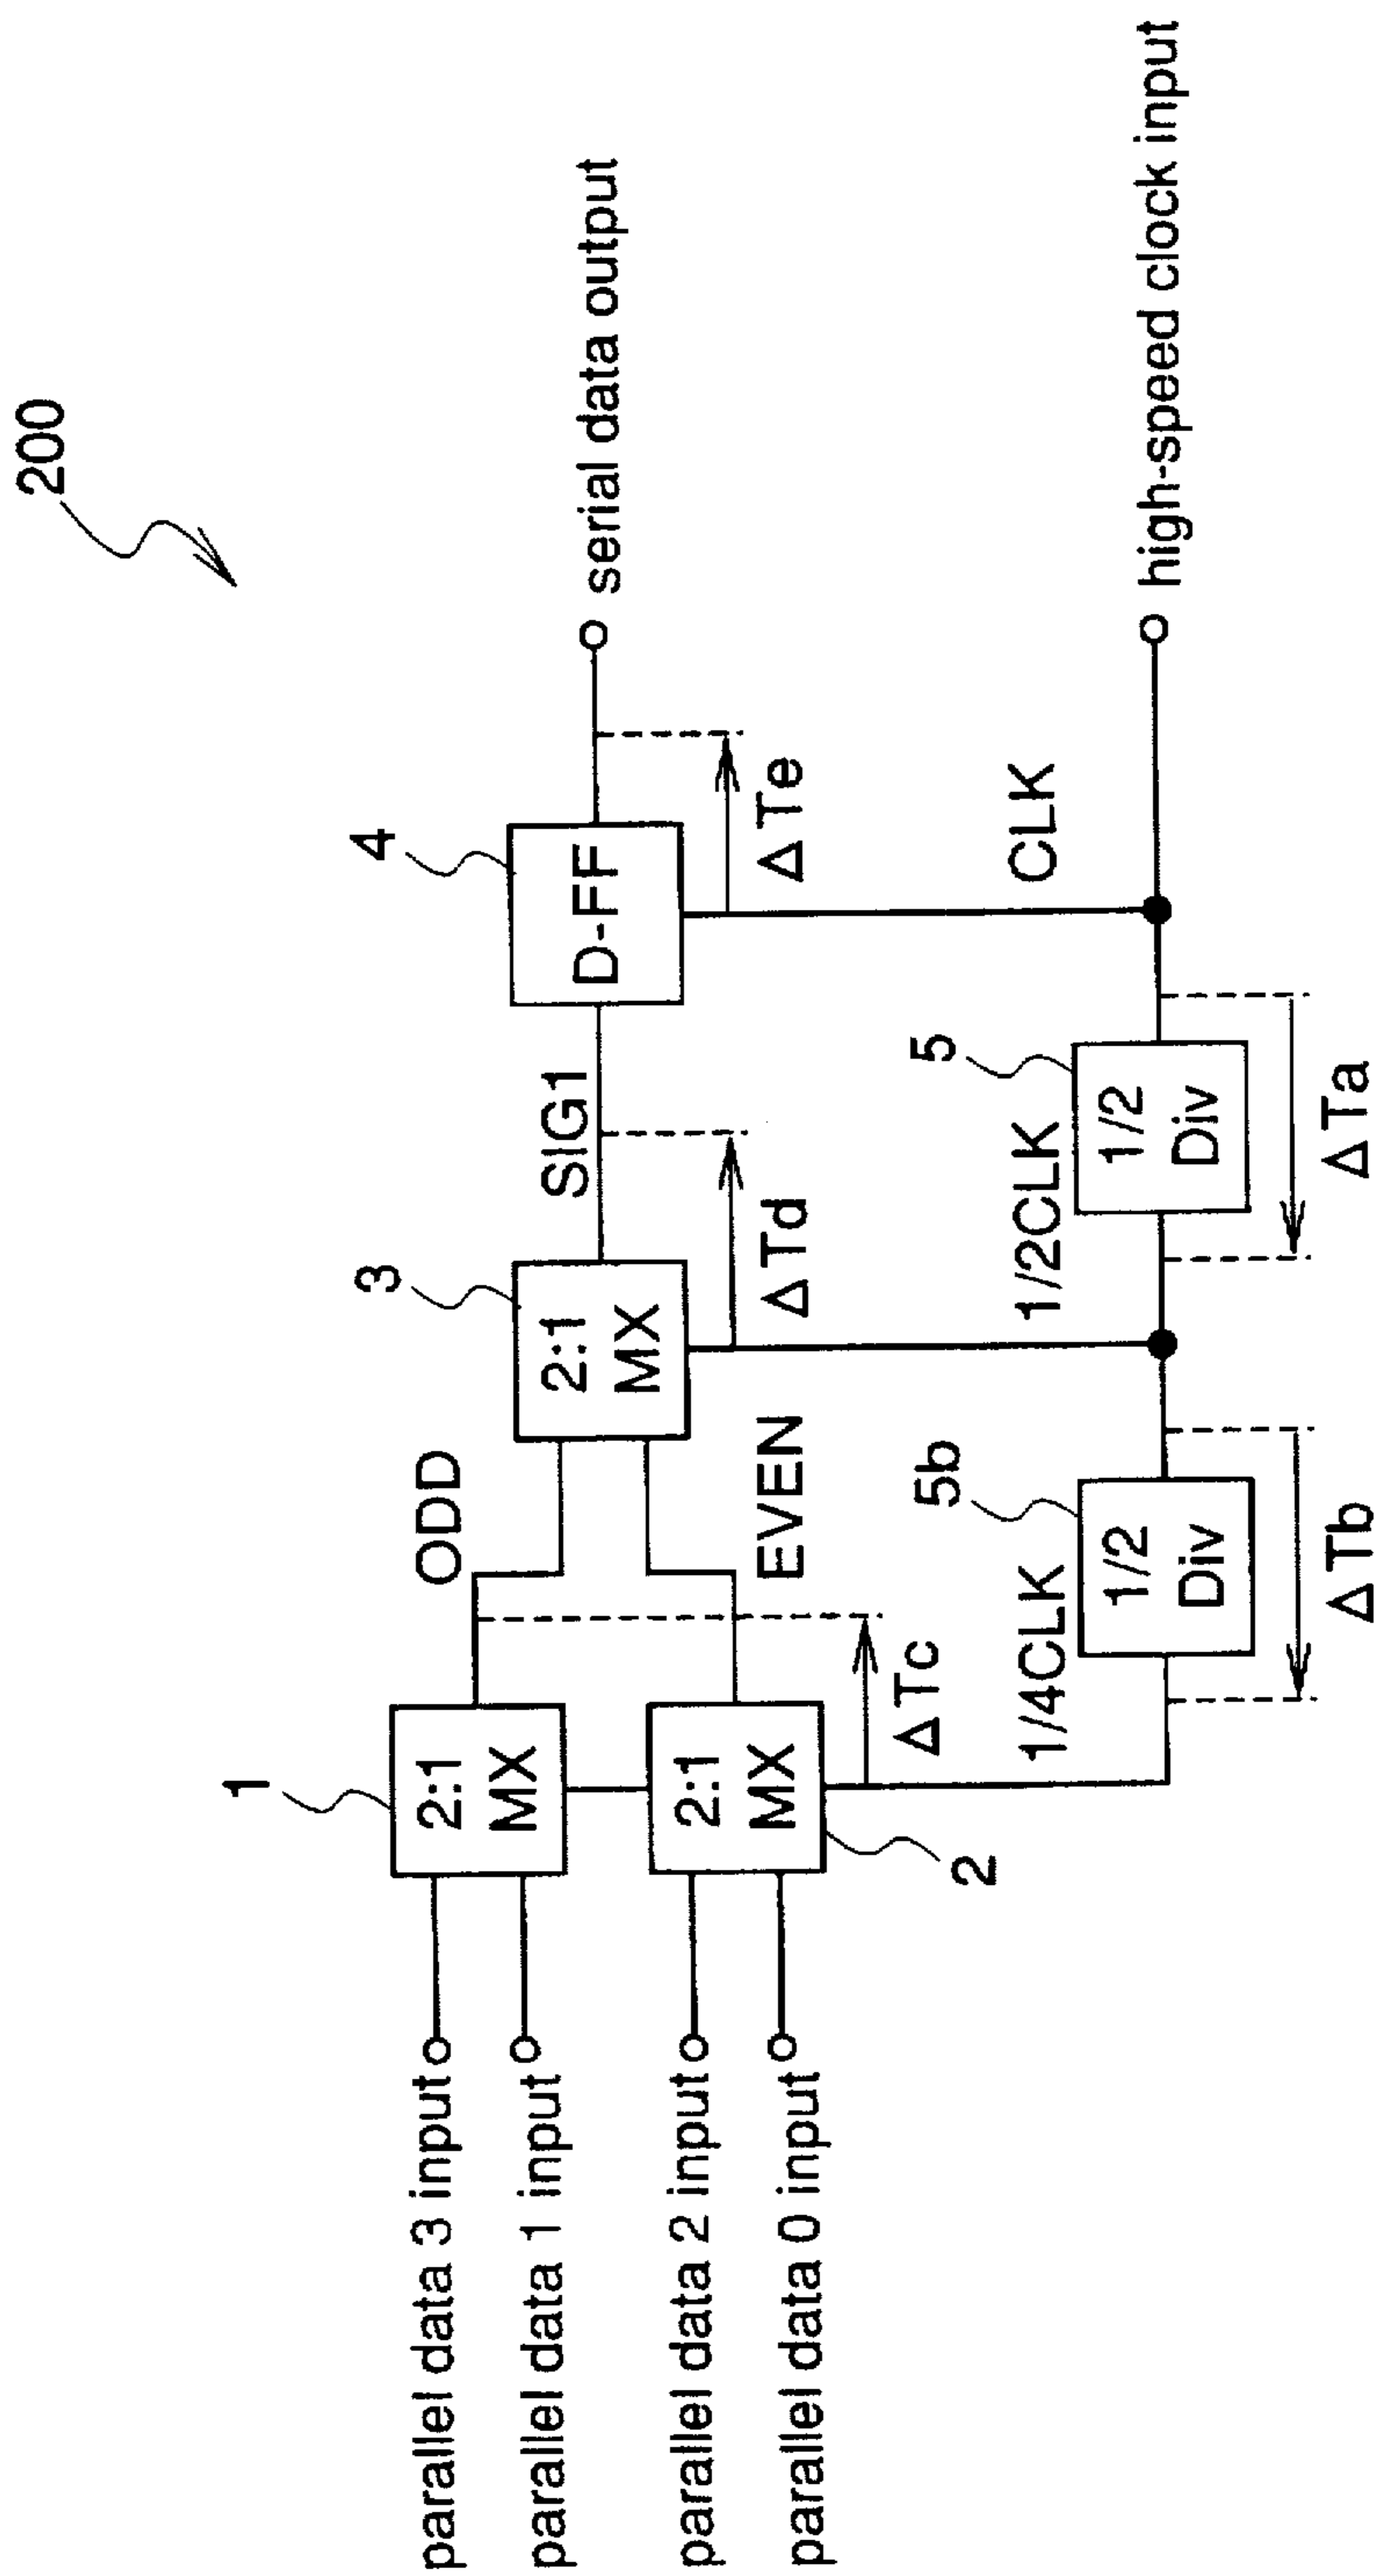 200
parallel data 3 input
parallel data 1 input
parallel data 2 input
parallel data 0 input
1
2:1
MX
2
2:1
MX
ODD
EVEN
ΔTc
3
2:1
MX
ΔTd
SIG1
4
D-FF
ΔTe
serial data output
1/4CLK
5b
1/2
Div
ΔTb
1/2CLK
5
1/2
Div
ΔTa
CLK
high-speed clock input